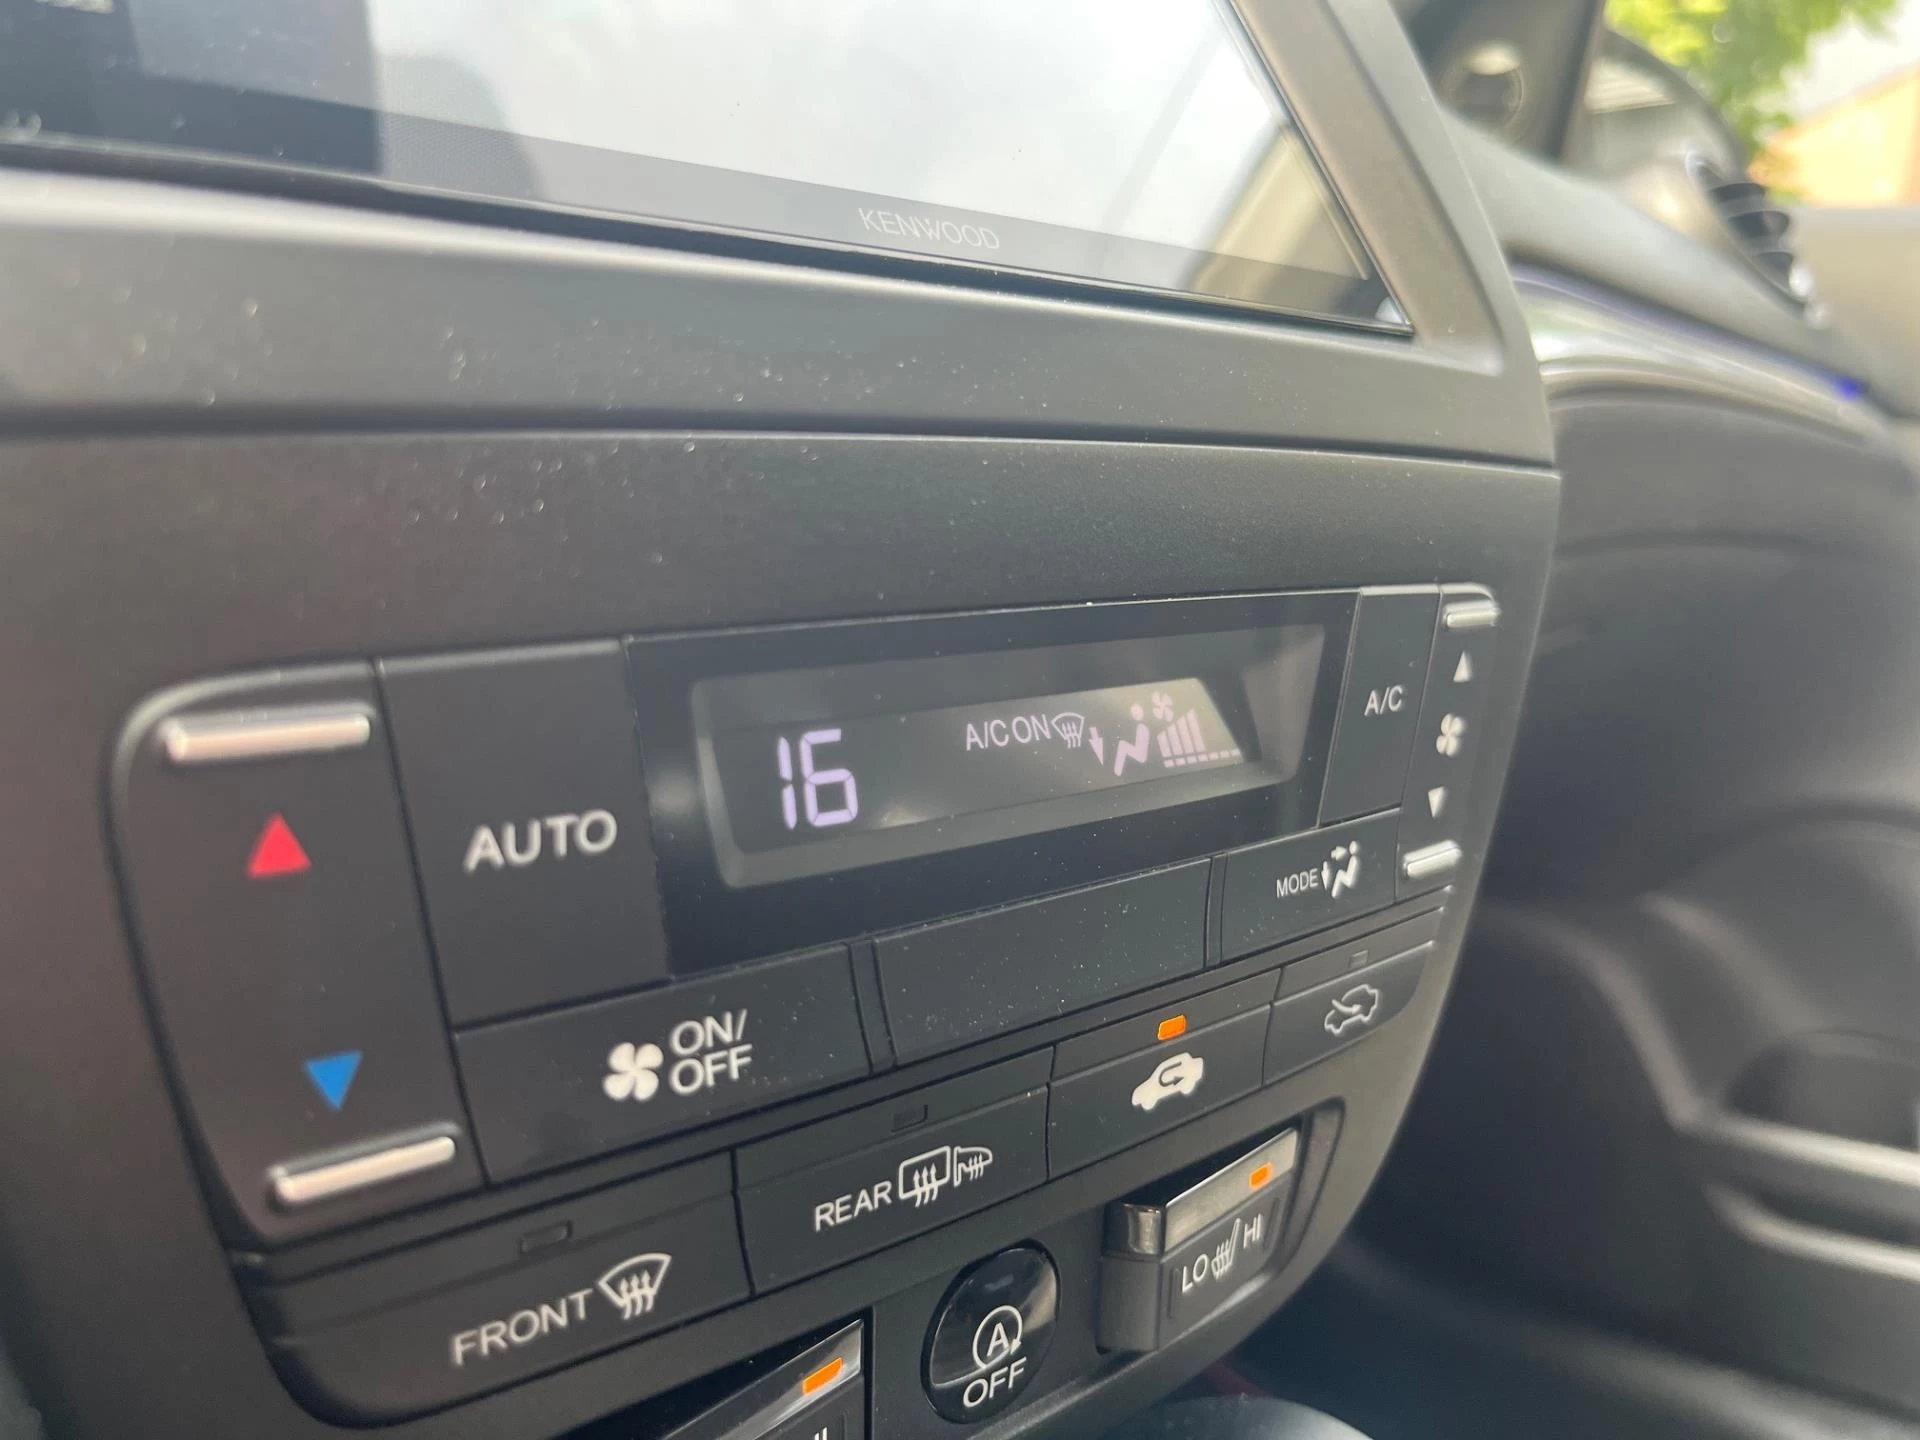 KENWOOD
16
A/C ON
A/C
AUTO
MODE
ON/
OFF
REAR
FRONT
LO HI
A
OFF